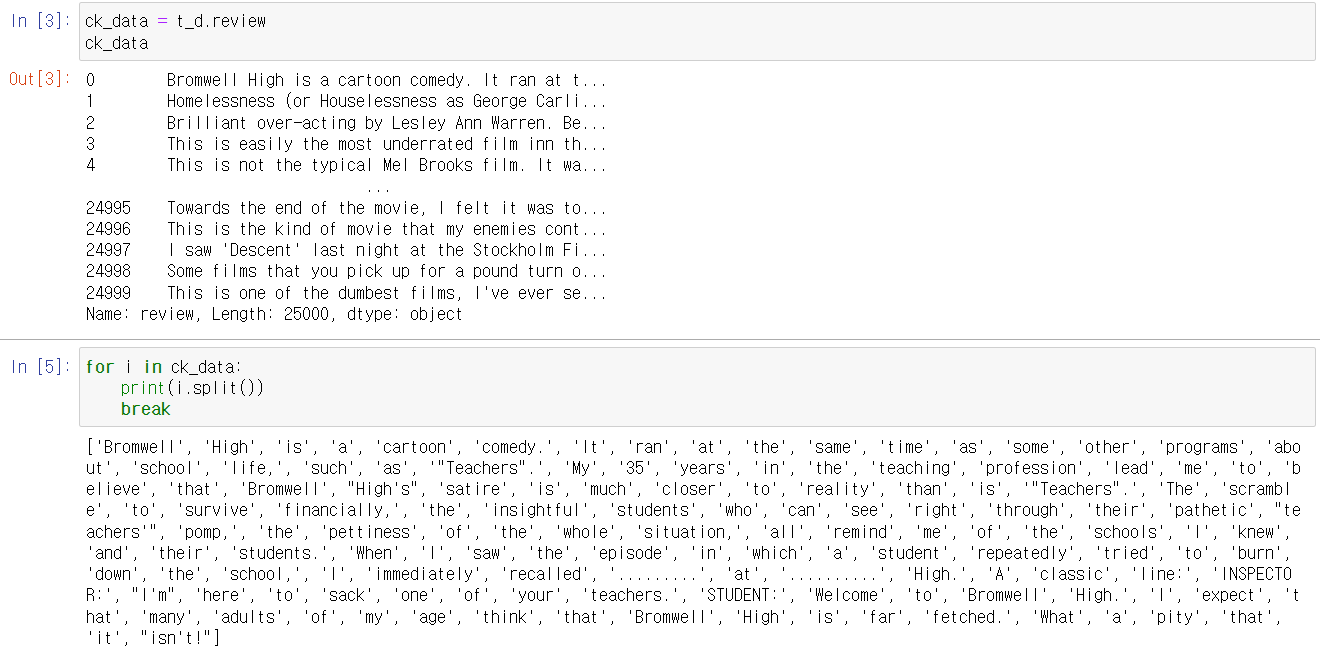 In [3]: ck_data = t_d.review
ck_data
Out[3]: 0 Bromwell High is a cartoon comedy. It ran at t...
1 Homelessness (or Houselessness as George Carli...
2 Brilliant over-acting by Lesley Ann Warren. Be...
3 This is easily the most underrated film inn th...
4 This is not the typical Mel Brooks film. It wa...
...
24995 Towards the end of the movie, I felt it was to...
24996 This is the kind of movie that my enemies cont...
24997 I saw 'Descent' last night at the Stockholm Fi...
24998 Some films that you pick up for a pound turn o...
24999 This is one of the dumbest films, I've ever se...
Name: review, Length: 25000, dtype: object
In [5]: for i in ck_data:
print(i.split())
break
['Bromwell', 'High', 'is', 'a', 'cartoon', 'comedy.', 'It', 'ran', 'at', 'the', 'same', 'time', 'as', 'some', 'other', 'programs', 'abo
ut', 'school', 'life,', 'such', 'as', '"Teachers".', 'My', '35', 'years', 'in', 'the', 'teaching', 'profession', 'lead', 'me', 'to', 'b
elieve', 'that', 'Bromwell', "High's", 'satire', 'is', 'much', 'closer', 'to', 'reality', 'than', 'is', '"Teachers".', 'The', 'scrambl
e', 'to', 'survive', 'financially,', 'the', 'insightful', 'students', 'who', 'can', 'see', 'right', 'through', 'their', 'pathetic', "te
achers'", 'pomp,', 'the', 'pettiness', 'of', 'the', 'whole', 'situation,', 'all', 'remind', 'me', 'of', 'the', 'schools', 'I', 'knew',
'and', 'their', 'students.', 'When', 'I', 'saw', 'the', 'episode', 'in', 'which', 'a', 'student', 'repeatedly', 'tried', 'to', 'burn',
'down', 'the', 'school,', 'I', 'immediately', 'recalled', '.........', 'at', '..........', 'High.', 'A', 'classic', 'line:', 'INSPECTO
R:', "I'm", 'here', 'to', 'sack', 'one', 'of', 'your', 'teachers.', 'STUDENT:', 'Welcome', 'to', 'Bromwell', 'High.', 'I', 'expect', 't
hat', 'many', 'adults', 'of', 'my', 'age', 'think', 'that', 'Bromwell', 'High', 'is', 'far', 'fetched.', 'What', 'a', 'pity', 'that',
'it', "isn't!"]